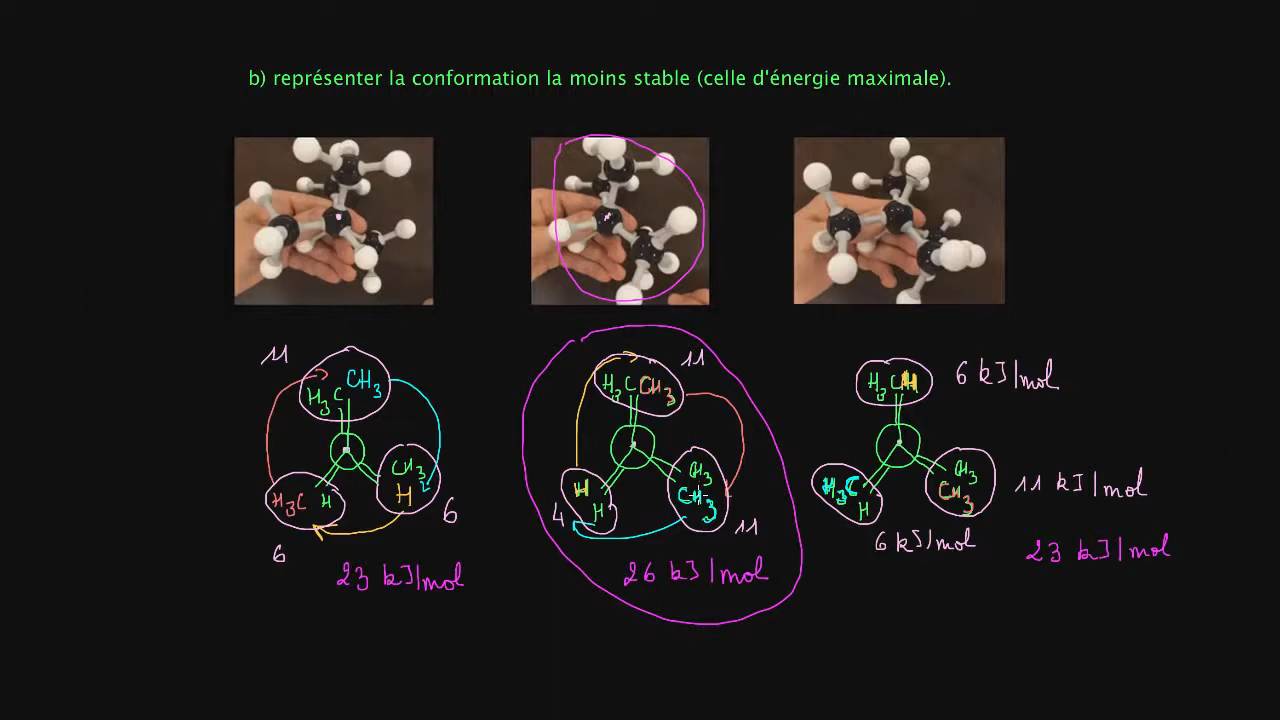 b) représenter la conformation la moins stable (celle d'énergie maximale).
11
H₃C CH₃
H₃C H
CH₃
H
6
6
23 kJ/mol
11
H₃C CH₃
H
H
CH₃
CH₃
4
11
26 kJ/mol
H₃C H
6 kJ/mol
H₃C
H
CH₃
CH₃
11 kJ/mol
6 kJ/mol
23 kJ/mol